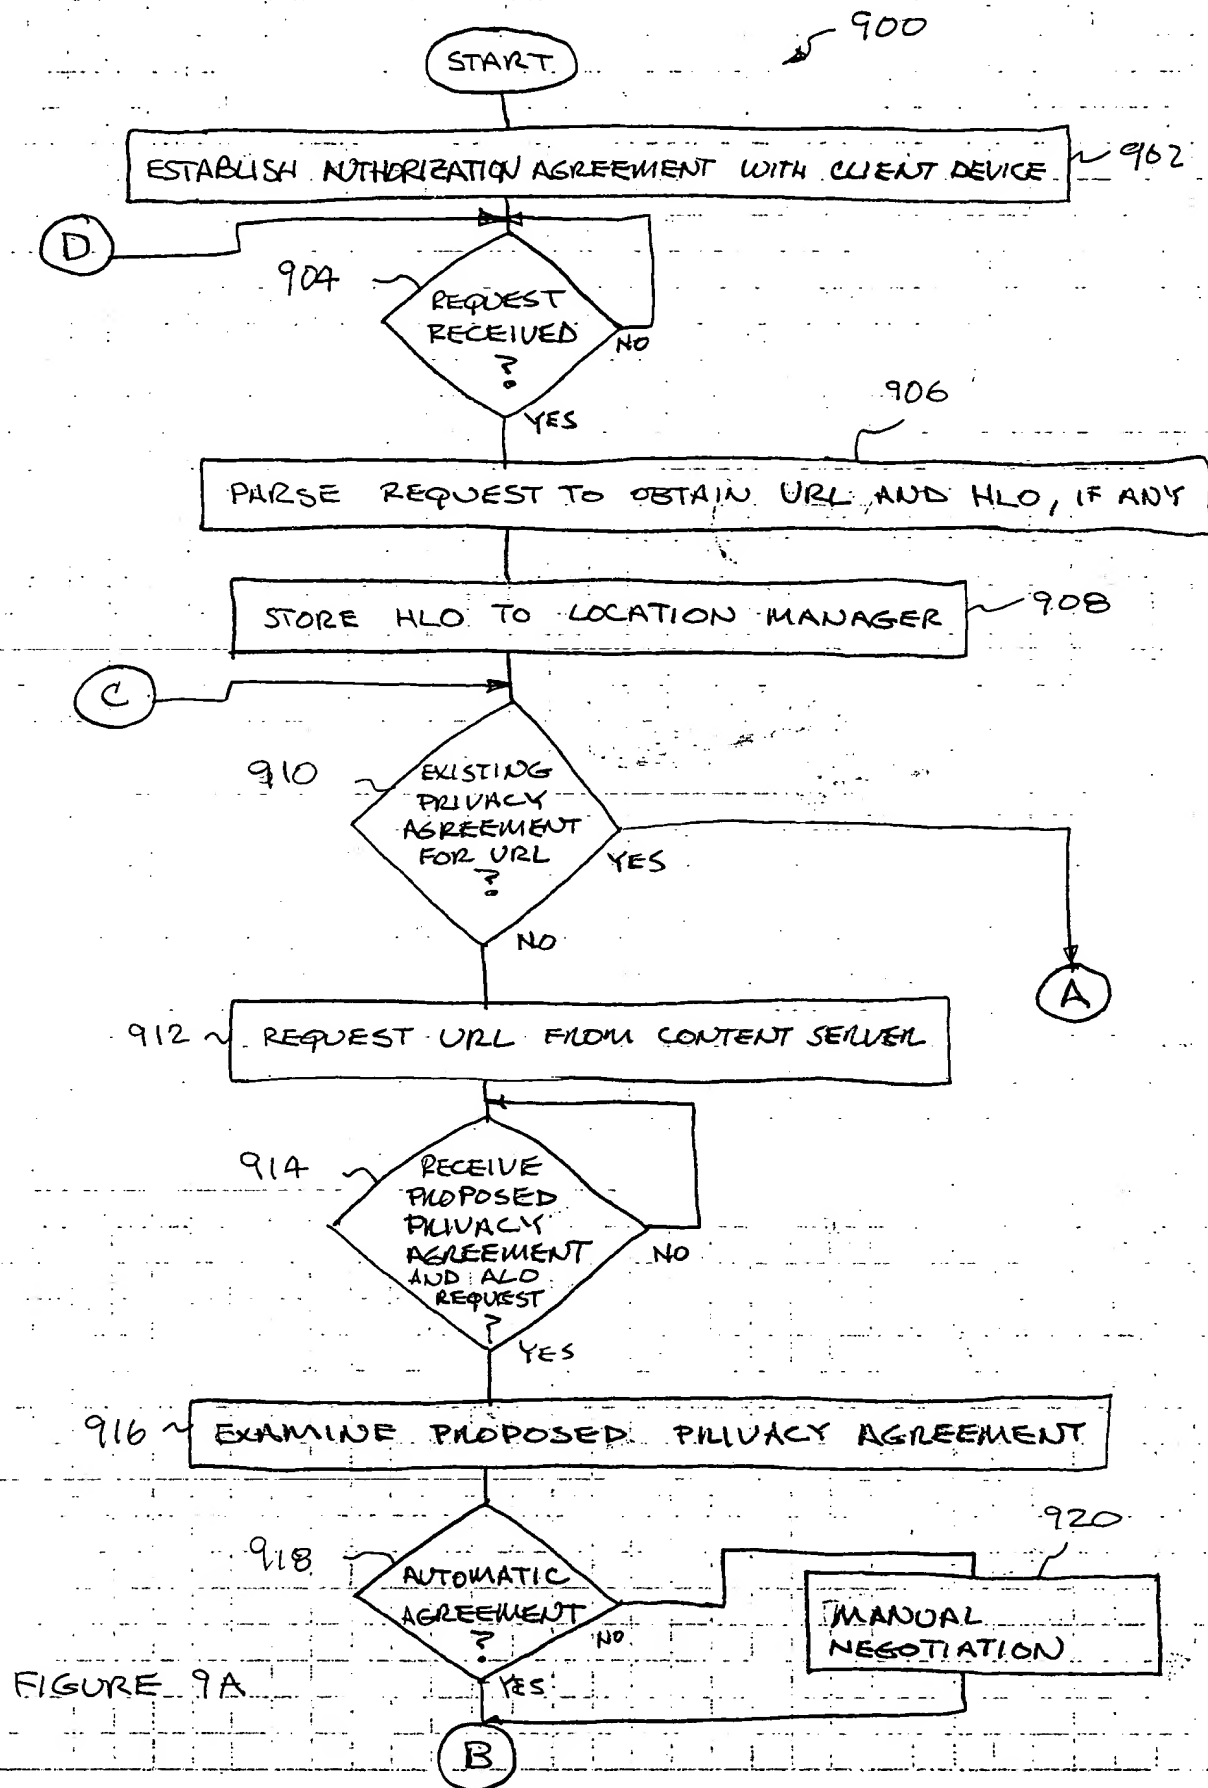 900
START
ESTABLISH AUTHORIZATION AGREEMENT WITH CLIENT DEVICE
902
D
904
REQUEST
RECEIVED
?
NO
YES
906
PARSE REQUEST TO OBTAIN URL AND HLO, IF ANY
STORE HLO TO LOCATION MANAGER
908
C
910
EXISTING
PRIVACY
AGREEMENT
FOR URL
?
YES
NO
A
912
REQUEST URL FROM CONTENT SERVER
914
RECEIVE
PROPOSED
PRIVACY
AGREEMENT
AND ALO
REQUEST
?
NO
YES
916
EXAMINE PROPOSED PRIVACY AGREEMENT
918
AUTOMATIC
AGREEMENT
?
NO
YES
920
MANUAL
NEGOTIATION
FIGURE 9A
B